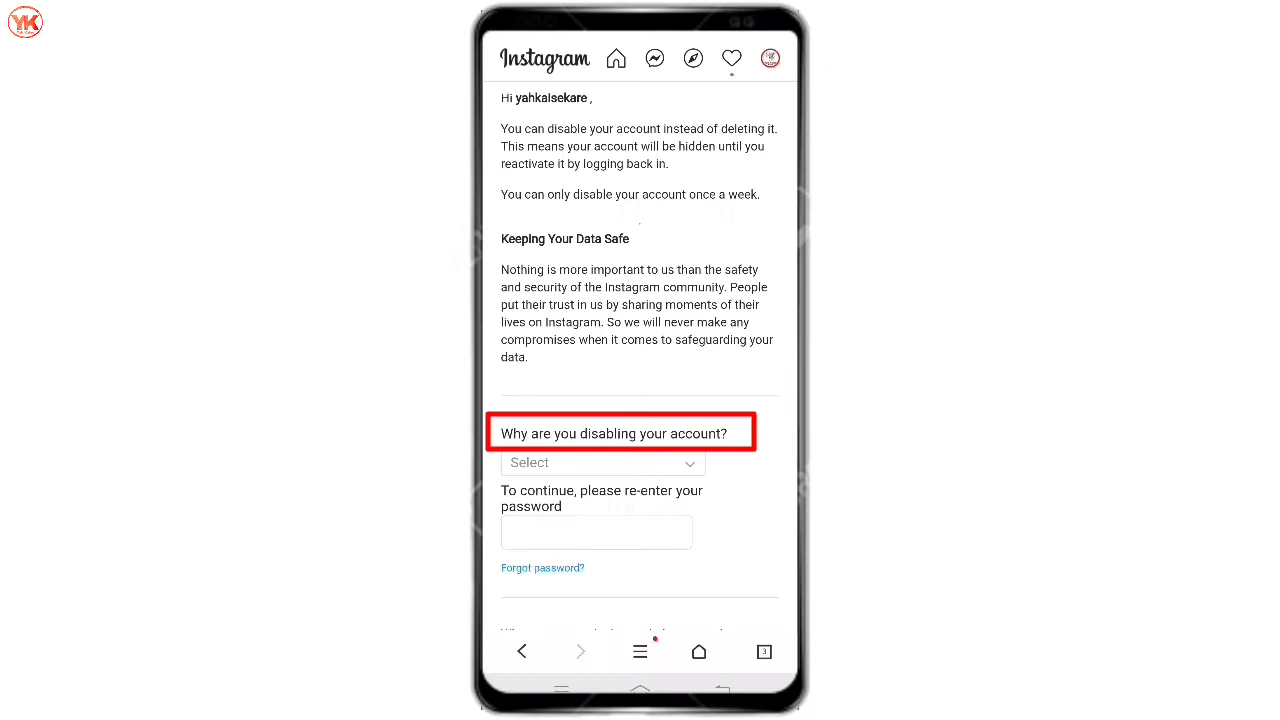 YK
Instagram
Hi yahkaisekare ,
You can disable your account instead of deleting it.
This means your account will be hidden until you
reactivate it by logging back in.
You can only disable your account once a week.
Keeping Your Data Safe
Nothing is more important to us than the safety
and security of the Instagram community. People
put their trust in us by sharing moments of their
lives on Instagram. So we will never make any
compromises when it comes to safeguarding your
data.
Why are you disabling your account?
Select
To continue, please re-enter your
password
Forgot password?
3